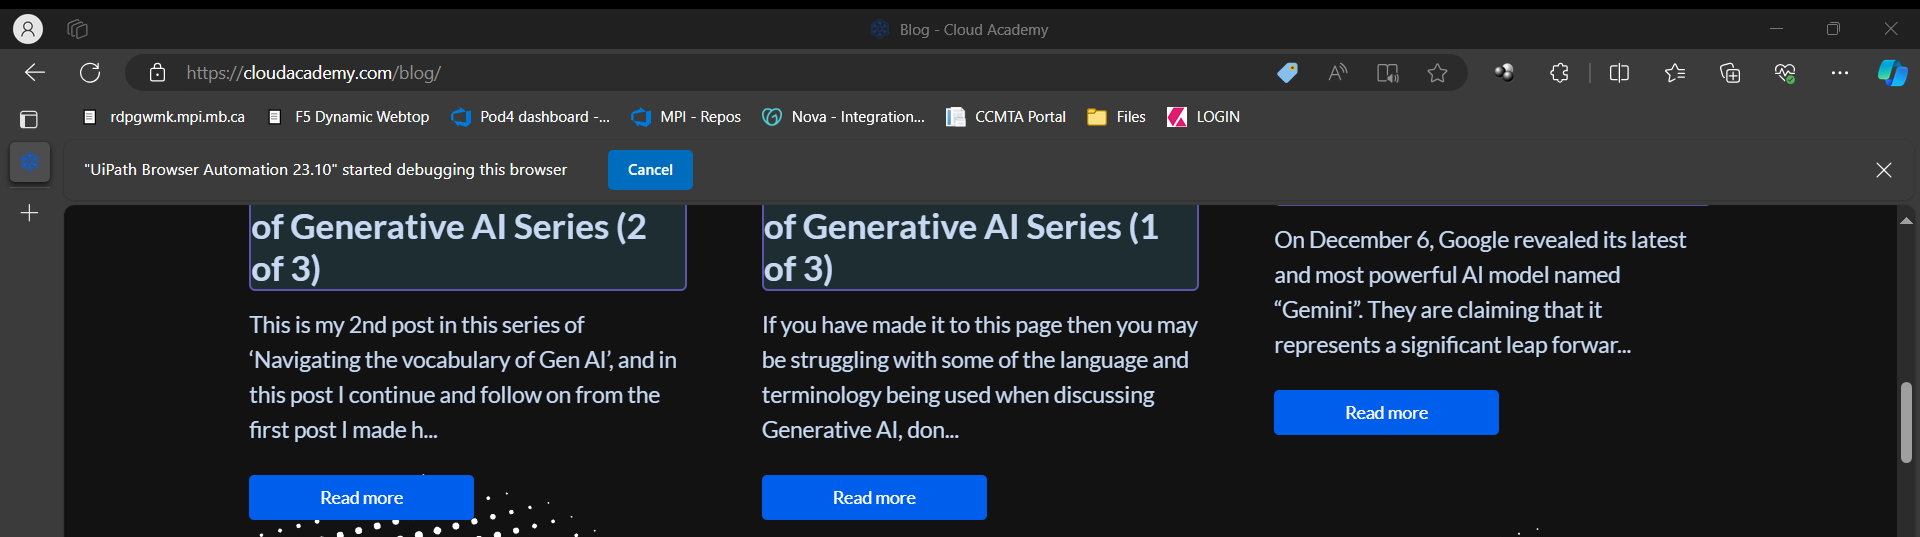 Blog - Cloud Academy
https://cloudacademy.com/blog/
rdpgwmk.mpi.mb.ca
F5 Dynamic Webtop
Pod4 dashboard -...
MPI - Repos
Nova - Integration...
CCMTA Portal
Files
LOGIN
"UiPath Browser Automation 23.10" started debugging this browser
Cancel
of Generative AI Series (2
of 3)
This is my 2nd post in this series of
‘Navigating the vocabulary of Gen AI’, and in
this post I continue and follow on from the
first post I made h...
Read more
of Generative AI Series (1
of 3)
If you have made it to this page then you may
be struggling with some of the language and
terminology being used when discussing
Generative AI, don...
Read more
On December 6, Google revealed its latest
and most powerful AI model named
“Gemini”. They are claiming that it
represents a significant leap forwar...
Read more